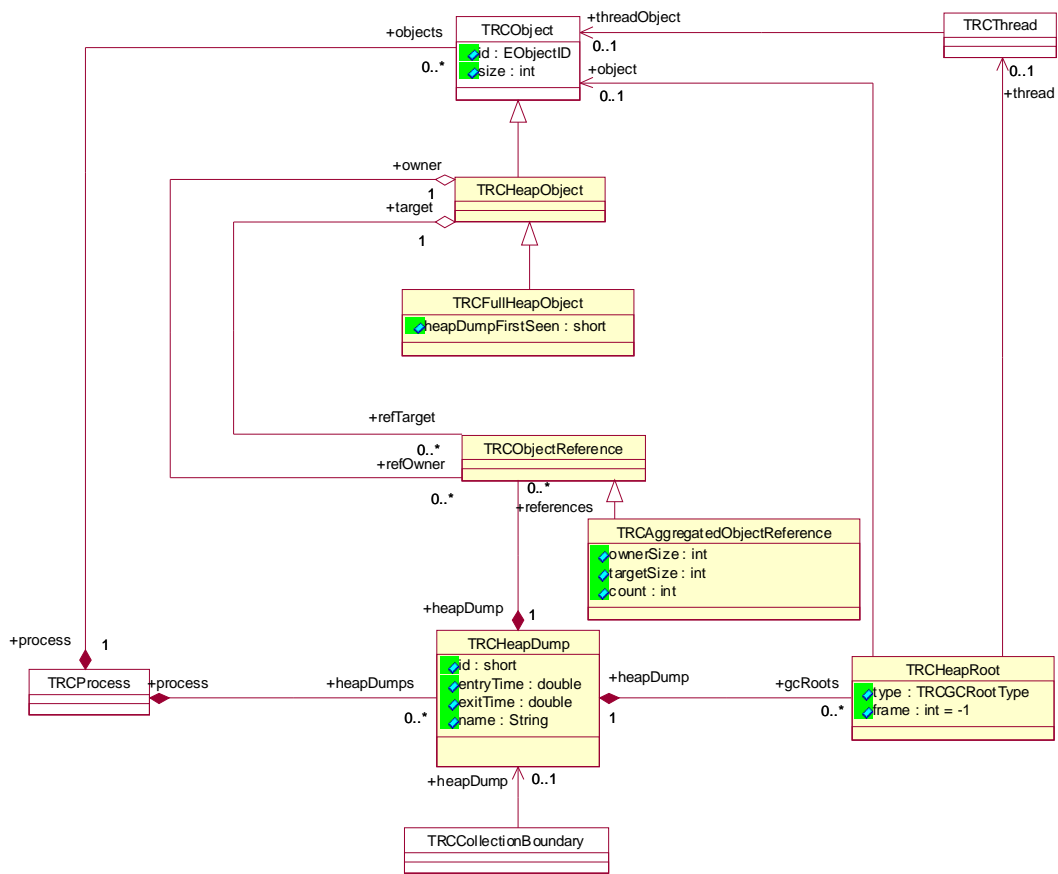 +threadObject
TRCThread
TRCObject
+objects
id : EObjectID
0..1
0..*
size : int
+object
0..1
0..1
+thread
+owner
TRCHeapObject
1
+target
1
TRCFullHeapObject
heapDumpFirstSeen : short
+refTarget
0..*
TRCObjectReference
+refOwner
0..*
0..*
+references
TRCAggregatedObjectReference
ownerSize : int
targetSize : int
count : int
+heapDump
1
+process
1
TRCHeapDump
id : short
entryTime : double
exitTime : double
name : String
TRCProcess
+process
+heapDumps
0..*
+heapDump
1
+gcRoots
0..*
TRCHeapRoot
type : TRCGCRootType
frame : int = -1
+heapDump
0..1
TRCCollectionBoundary